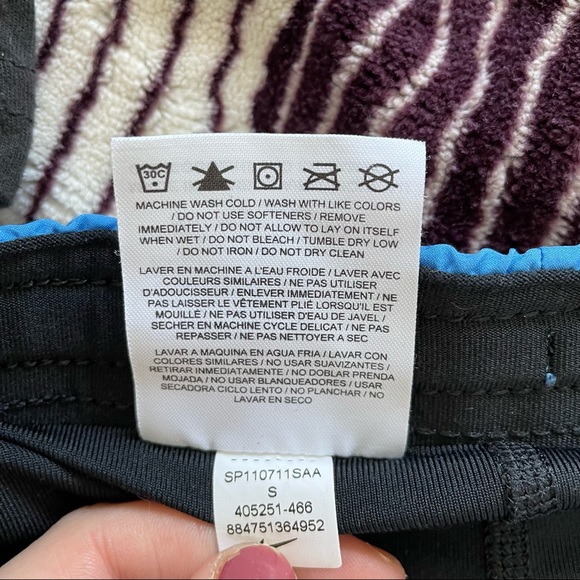 30C
MACHINE WASH COLD / WASH WITH LIKE COLORS
/ DO NOT USE SOFTENERS / REMOVE
IMMEDIATELY / DO NOT ALLOW TO LAY ON ITSELF
WHEN WET / DO NOT BLEACH / TUMBLE DRY LOW
/ DO NOT IRON / DO NOT DRY CLEAN
LAVER EN MACHINE A L'EAU FROIDE / LAVER AVEC
COULEURS SIMILAIRES / NE PAS UTILISER
D'ADOUCISSEUR / ENLEVER IMMEDIATEMENT / NE
PAS LAISSER LE VÊTEMENT PLIÉ LORSQU'IL EST
MOUILLÉ / NE PAS UTILISER D'EAU DE JAVEL /
SECHER EN MACHINE CYCLE DELICAT / NE PAS
REPASSER / NE PAS NETTOYER A SEC
LAVAR A MAQUINA EN AGUA FRIA / LAVAR CON
COLORES SIMILARES / NO USAR SUAVIZANTES /
RETIRAR INMEDIATAMENTE / NO DOBLAR PRENDA
MOJADA / NO USAR BLANQUEADORES / USAR
SECADORA CICLO LENTO / NO PLANCHAR / NO
LAVAR EN SECO
SP110711SAA
S
405251-466
884751364952